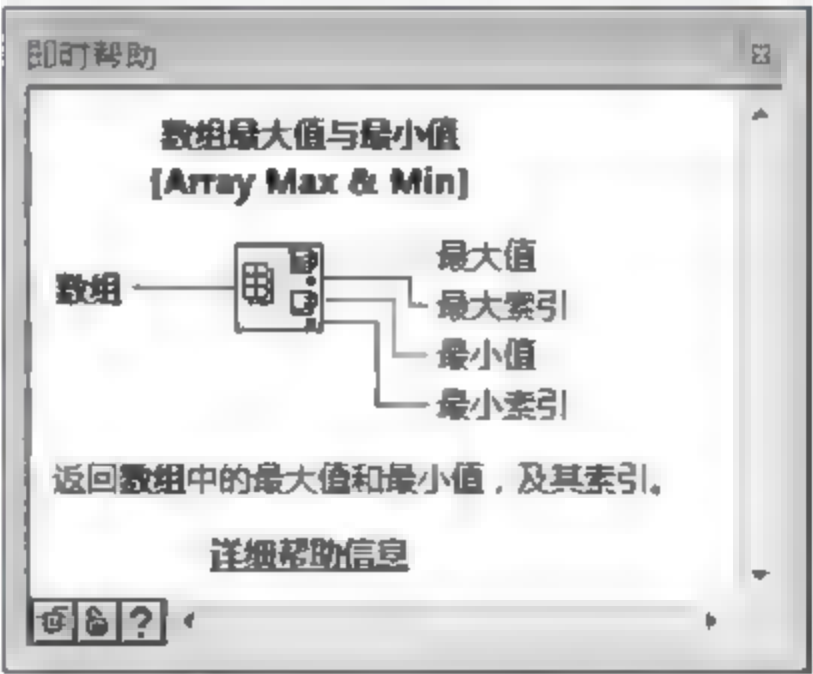 即时帮助
数组最大值与最小值
[Array Max & Min]
数组
最大值
最大索引
最小值
最小索引
返回数组中的最大值和最小值，及其索引。
详细帮助信息
?